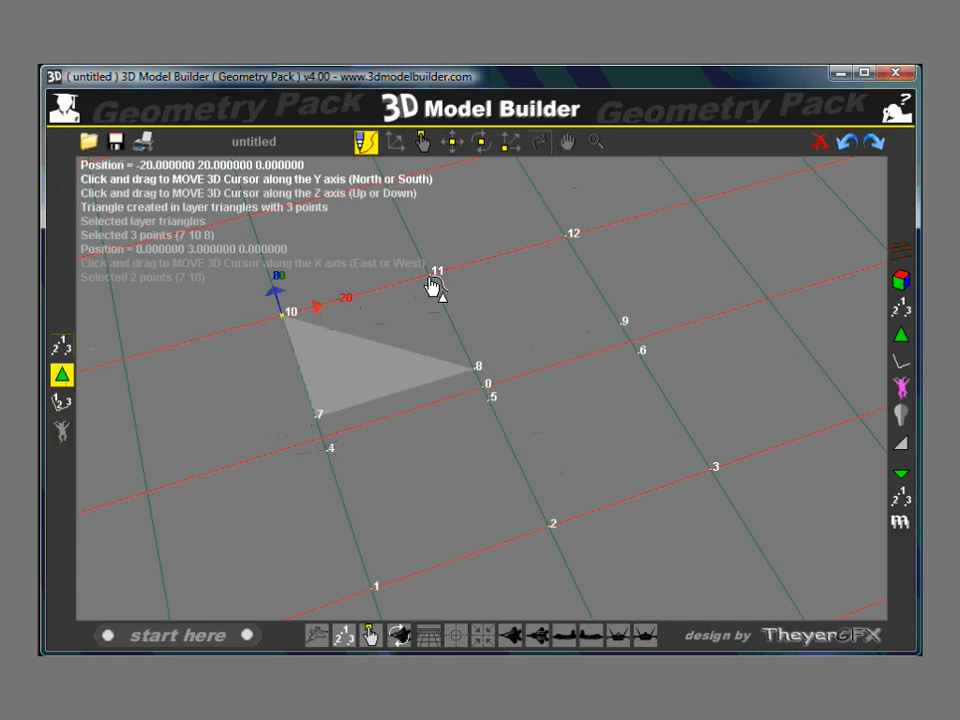 3D ( untitled ) 3D Model Builder ( Geometry Pack ) v4.00 - www.3dmodelbuilder.com
Geometry Pack 3D Model Builder Geometry Pack
untitled
Position = -20.000000 20.000000 0.000000
Click and drag to MOVE 3D Cursor along the Y axis (North or South)
Click and drag to MOVE 3D Cursor along the Z axis (Up or Down)
Triangle created in layer triangles with 3 points
Selected layer triangles
Selected 3 points (7 10 8)
Position = 0.000000 3.000000 0.000000
Click and drag to MOVE 3D Cursor along the X axis (East or West)
Selected 2 points (7 10)
12
11
-20
10
9
6
8
0
5
7
4
3
2
1
m
start here
design by TheyerGFX